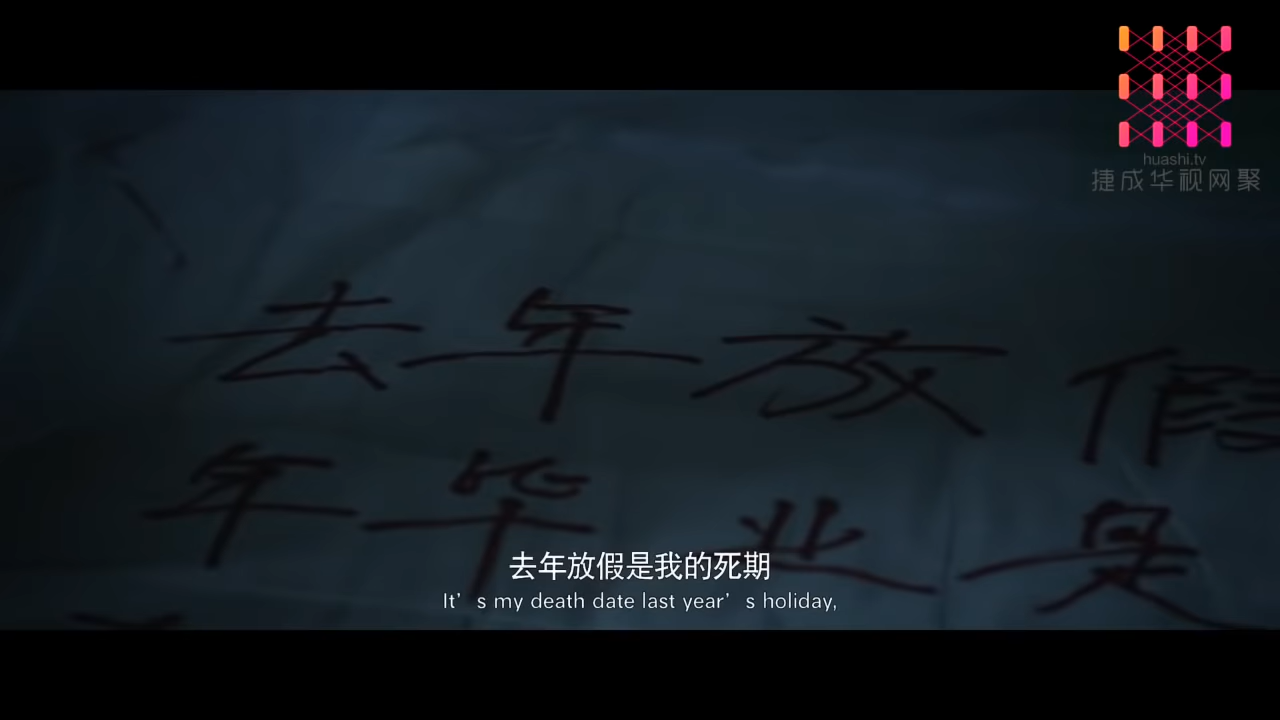 huashi.tv
捷成华视网聚
去年放假
年毕业是
去年放假是我的死期
It's my death date last year's holiday,